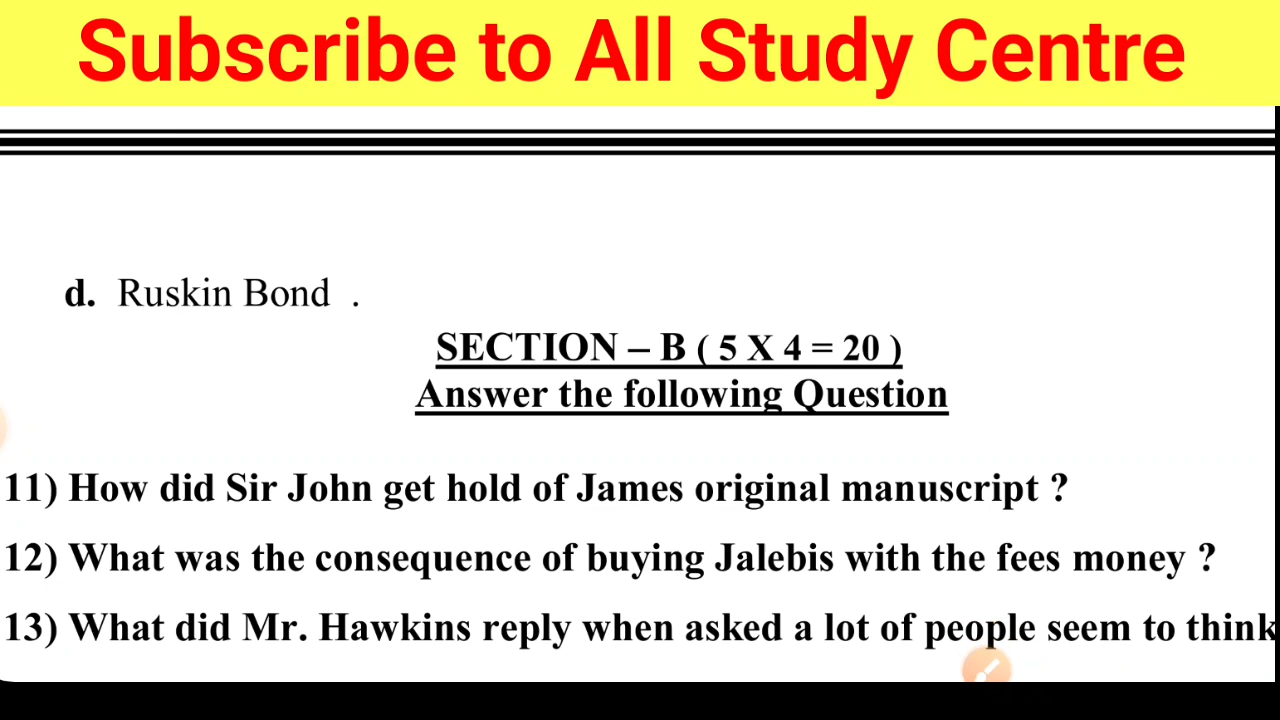 Subscribe to All Study Centre
d. Ruskin Bond .
SECTION – B ( 5 X 4 = 20 )
Answer the following Question
11) How did Sir John get hold of James original manuscript ?
12) What was the consequence of buying Jalebis with the fees money ?
13) What did Mr. Hawkins reply when asked a lot of people seem to think